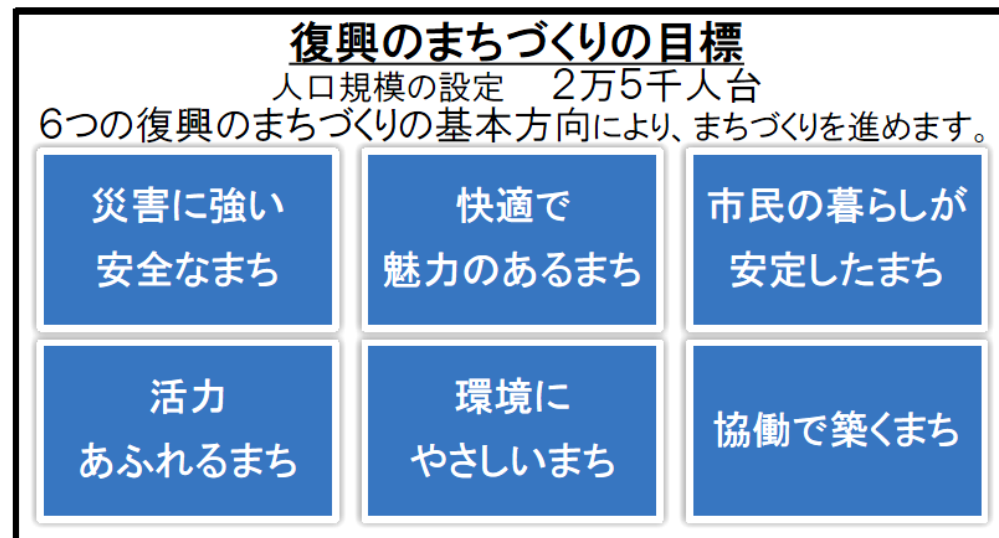 復興のまちづくりの目標
人口規模の設定　2万5千人台
6つの復興のまちづくりの基本方向により、まちづくりを進めます。
災害に強い
安全なまち
快適で
魅力のあるまち
市民の暮らしが
安定したまち
活力
あふれるまち
環境に
やさしいまち
協働で築くまち